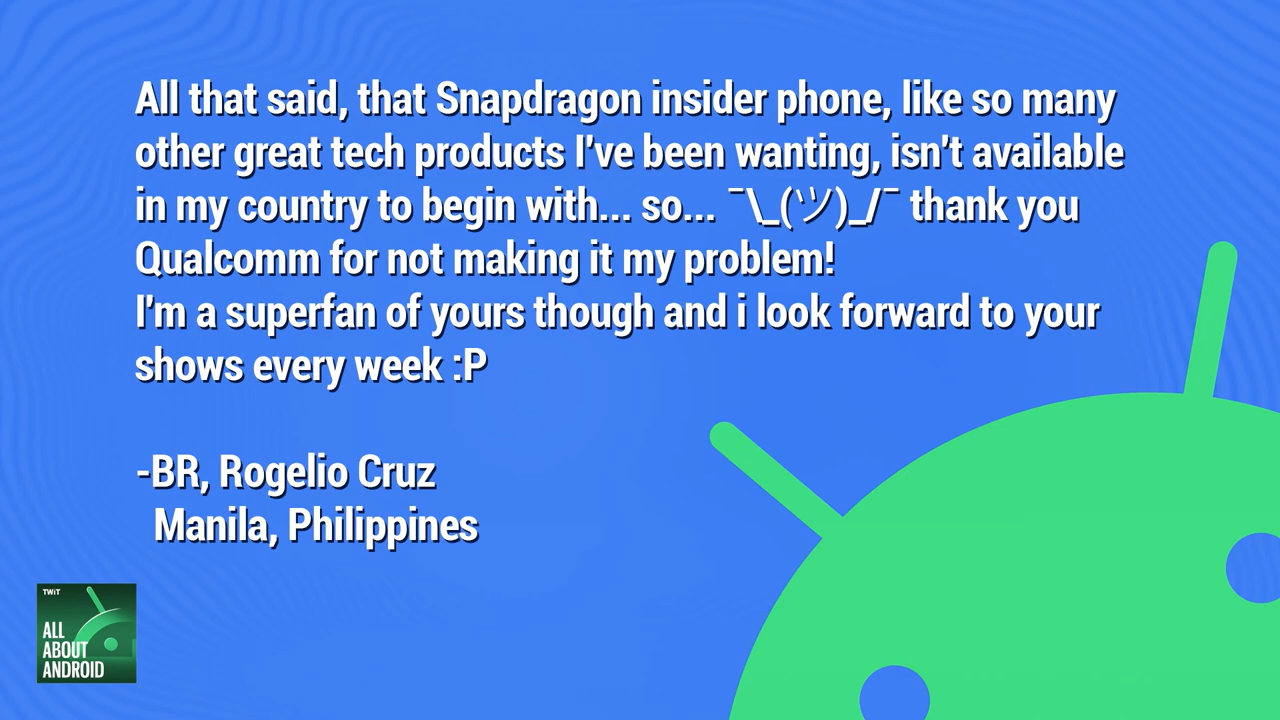 All that said, that Snapdragon insider phone, like so many
other great tech products I've been wanting, isn't available
in my country to begin with... so... ¯\_(ツ)_/¯ thank you
Qualcomm for not making it my problem!
I'm a superfan of yours though and i look forward to your
shows every week :P
-BR, Rogelio Cruz
Manila, Philippines
TWiT
ALL
ABOUT
ANDROID